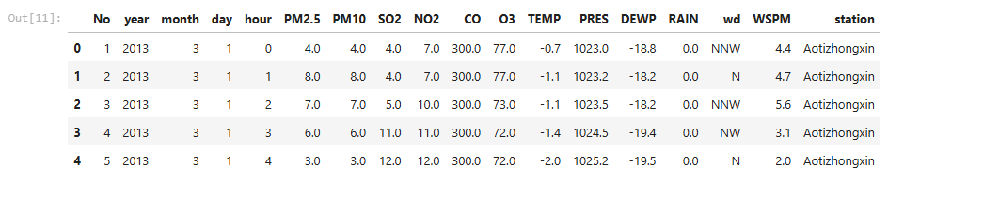 Out[11]: No year month day hour PM2.5 PM10 SO2 NO2 CO O3 TEMP PRES DEWP RAIN wd WSPM station
0 1 2013 3 1 0 4.0 4.0 4.0 7.0 300.0 77.0 -0.7 1023.0 -18.8 0.0 NNW 4.4 Aotizhongxin
1 2 2013 3 1 1 8.0 8.0 4.0 7.0 300.0 77.0 -1.1 1023.2 -18.2 0.0 N 4.7 Aotizhongxin
2 3 2013 3 1 2 7.0 7.0 5.0 10.0 300.0 73.0 -1.1 1023.5 -18.2 0.0 NNW 5.6 Aotizhongxin
3 4 2013 3 1 3 6.0 6.0 11.0 11.0 300.0 72.0 -1.4 1024.5 -19.4 0.0 NW 3.1 Aotizhongxin
4 5 2013 3 1 4 3.0 3.0 12.0 12.0 300.0 72.0 -2.0 1025.2 -19.5 0.0 N 2.0 Aotizhongxin